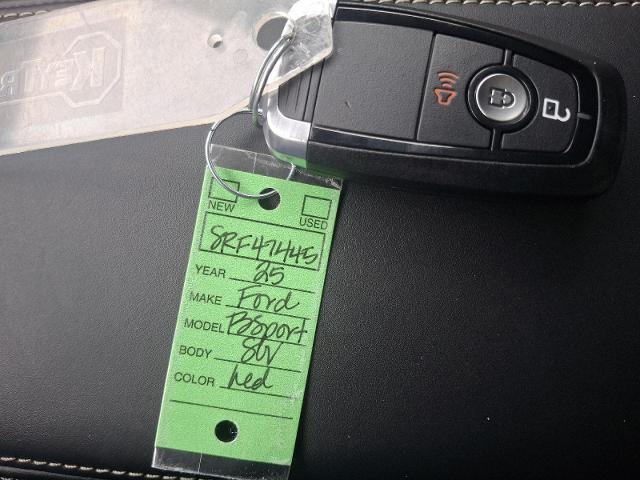 NEW
USED
SRF47445
YEAR 25
MAKE Ford
MODEL BSport
BODY SUV
COLOR Red